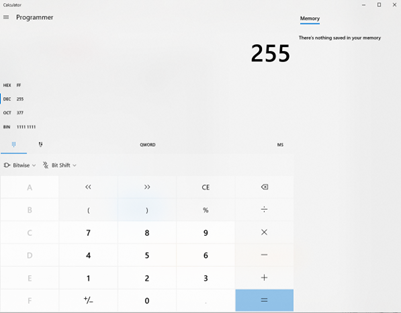 Calculator
Programmer
Memory
There's nothing saved in your memory
255
HEX FF
DEC 255
OCT 377
BIN 1111 1111
QWORD MS
Bitwise Bit Shift
A << >> CE
B ( ) % ÷
C 7 8 9 ×
D 4 5 6 −
E 1 2 3 +
F +/− 0 . =